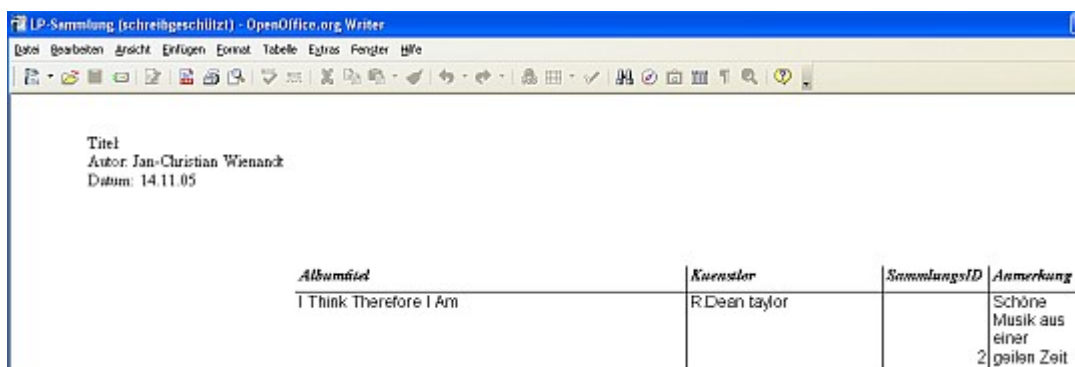 LP-Sammlung (schreibgeschützt) - OpenOffice.org Writer
Datei Bearbeiten Ansicht Einfügen Format Tabelle Extras Fenster Hilfe
Titel:
Autor: Jan-Christian Wienandt
Datum: 14.11.05
Albumtitel Kuenstler SammlungsID Anmerkung
I Think Therefore I Am R.Dean taylor Schöne
Musik aus
einer
2 geilen Zeit